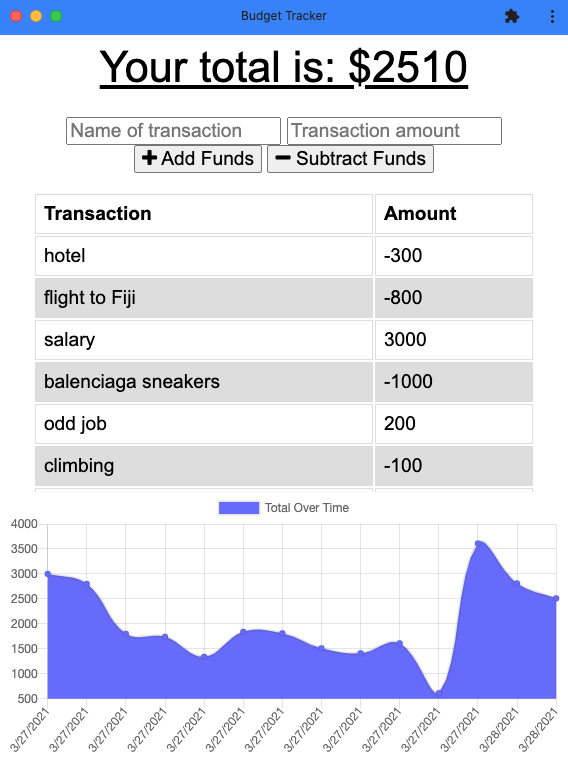 Budget Tracker
Your total is: $2510
Name of transaction Transaction amount
Add Funds Subtract Funds
Transaction Amount
hotel -300
flight to Fiji -800
salary 3000
balenciaga sneakers -1000
odd job 200
climbing -100
Total Over Time
4000
3500
3000
2500
2000
1500
1000
500
3/27/2021 3/27/2021 3/27/2021 3/27/2021 3/27/2021 3/27/2021 3/27/2021 3/27/2021 3/27/2021 3/27/2021 3/27/2021 3/27/2021 3/28/2021 3/28/2021